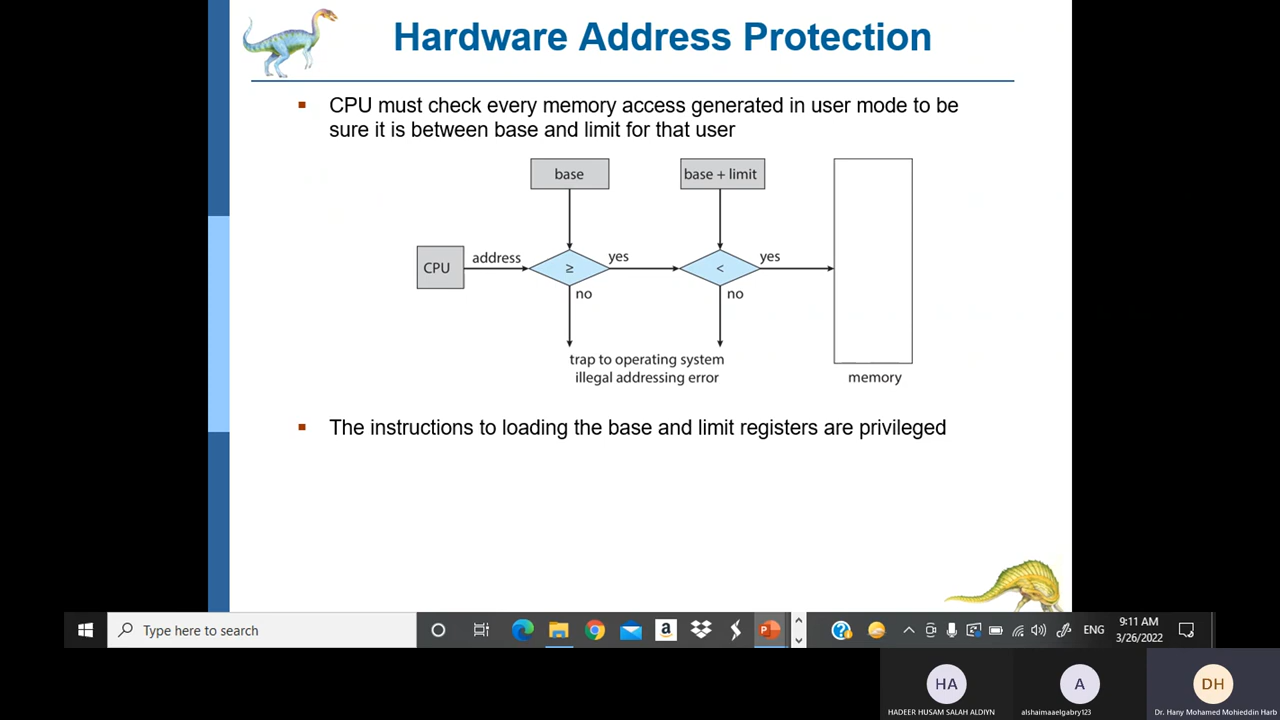 Hardware Address Protection
CPU must check every memory access generated in user mode to be
sure it is between base and limit for that user
base
base + limit
CPU
address
≥
yes
<
yes
no
no
trap to operating system
illegal addressing error
memory
The instructions to loading the base and limit registers are privileged
Type here to search
ENG
9:11 AM
3/26/2022
HA
A
DH
HADEER HUSAM SALAH ALDIYN
alshaimaaelgabry123
Dr. Hany Mohamed Mohieddin Harb